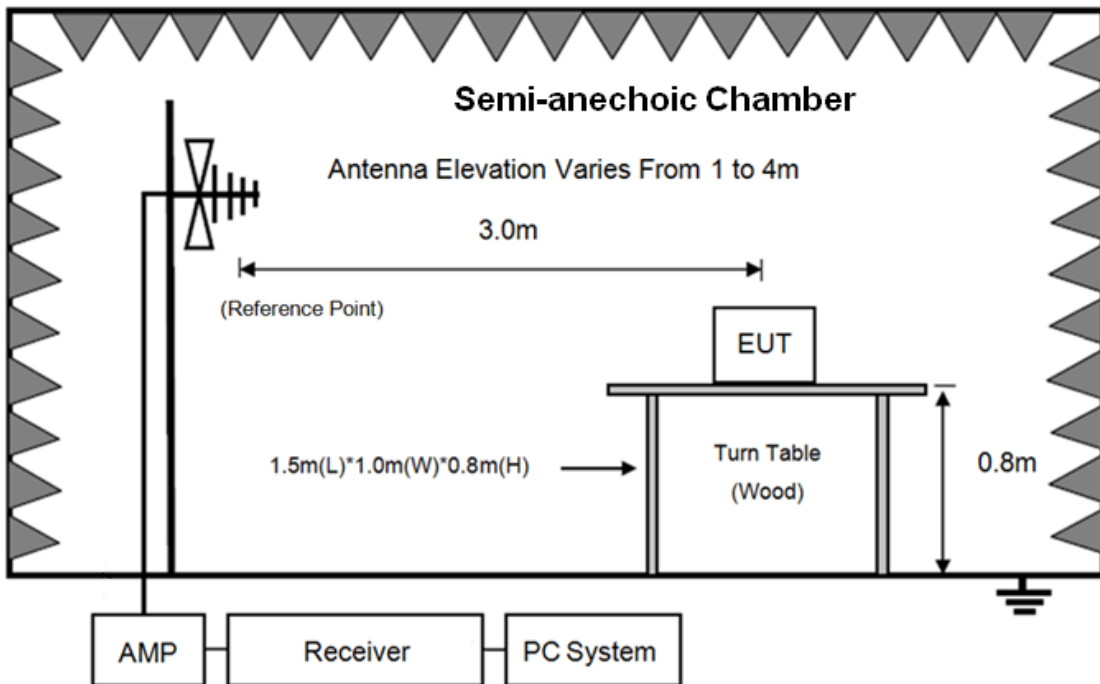 Semi-anechoic Chamber
Antenna Elevation Varies From 1 to 4m
3.0m
(Reference Point)
EUT
1.5m(L)*1.0m(W)*0.8m(H)
Turn Table
(Wood)
0.8m
AMP
Receiver
PC System